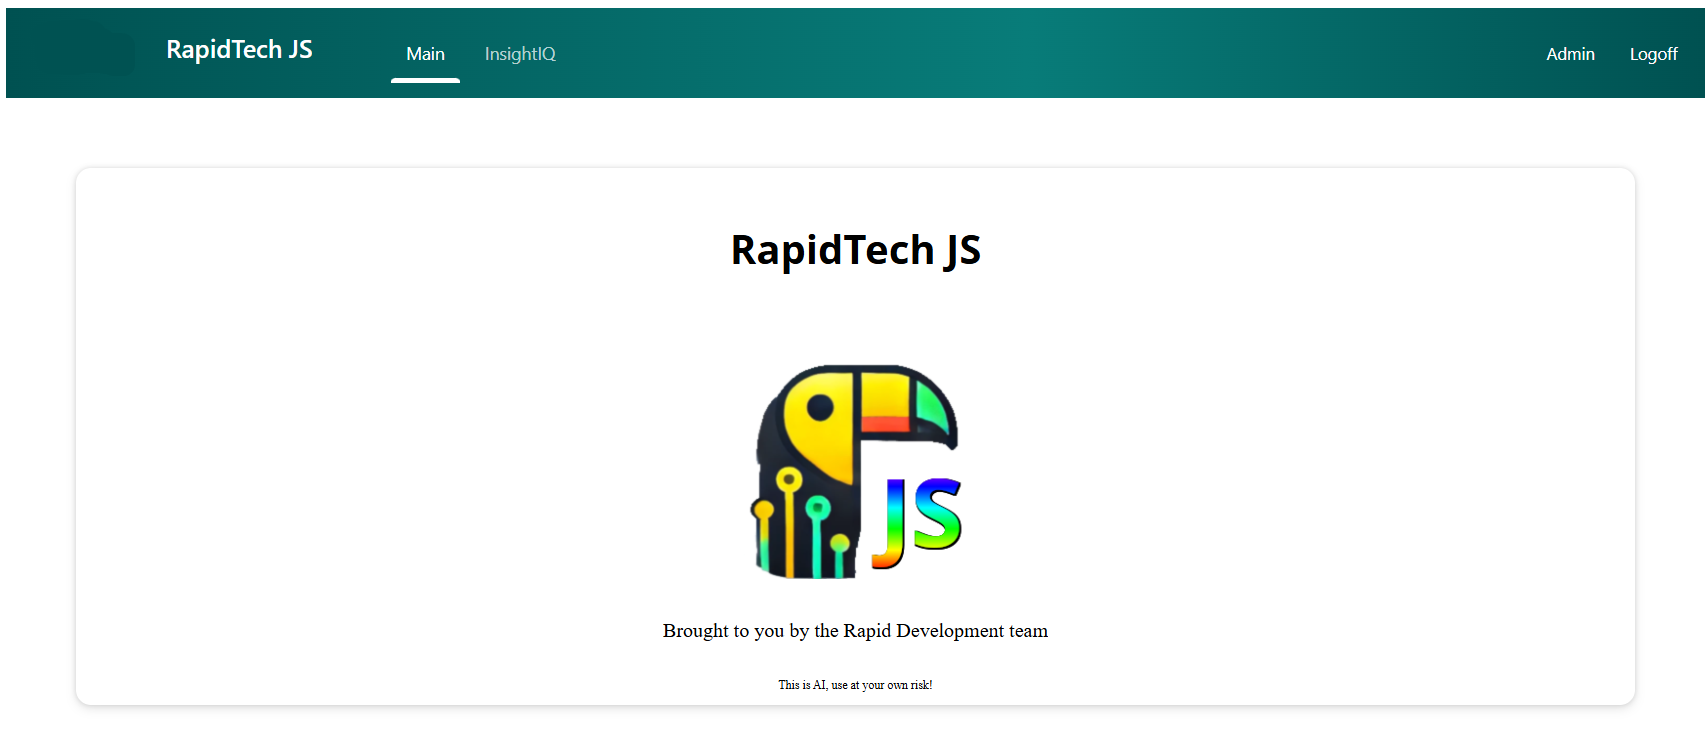 RapidTech JS Main InsightIQ Admin Logoff
RapidTech JS
JS
Brought to you by the Rapid Development team
This is AI, use at your own risk!